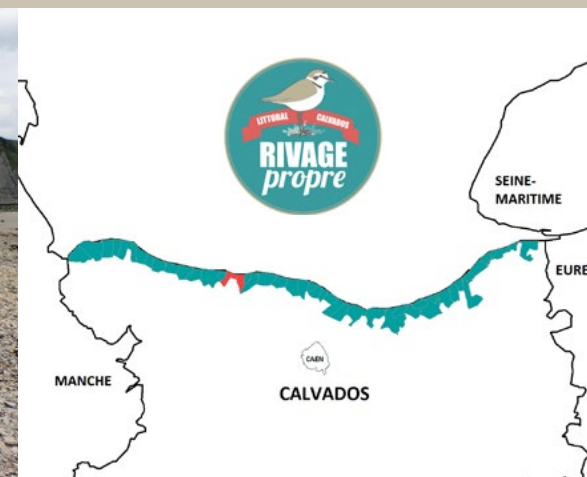 LITTORAL CALVADOS
RIVAGE
propre
SEINE-
MARITIME
EURE
CAEN
MANCHE
CALVADOS